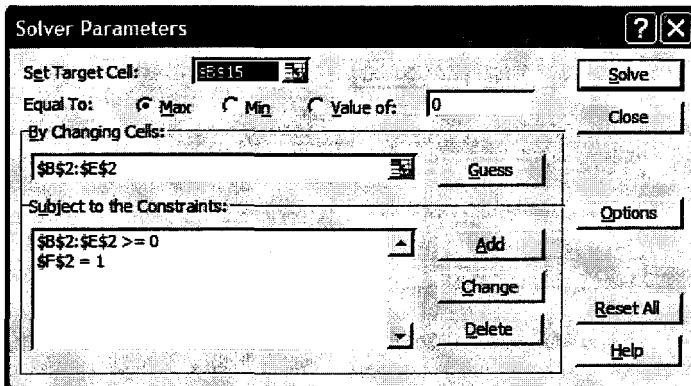 Solver Parameters
Set Target Cell: $B$15 Solve
Equal To: Max Min Value of: 0
Close
By Changing Cells:
$B$2:$E$2 Guess
Subject to the Constraints:
Options
$B$2:$E$2 >= 0 Add
$F$2 = 1
Change
Reset All
Delete
Help